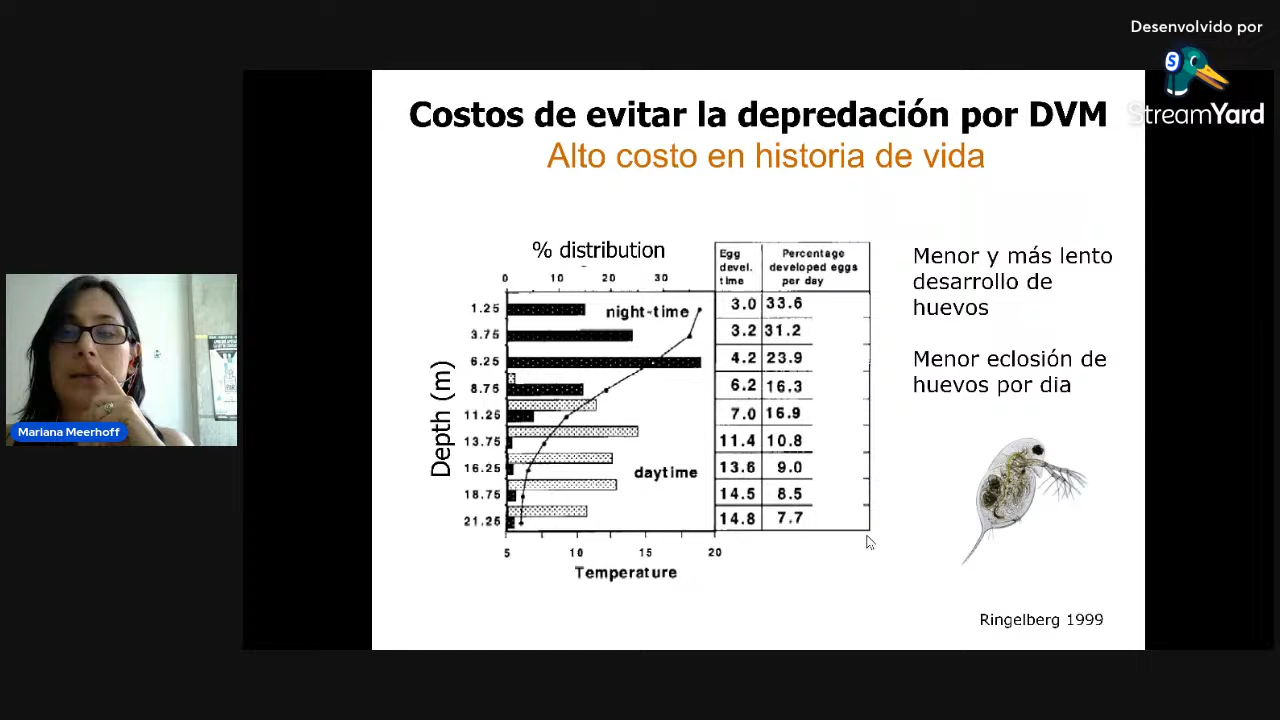 Desenvolvido por
StreamYard
Costos de evitar la depredación por DVM
Alto costo en historia de vida
% distribution
0 10 20 30
night-time
daytime
Depth (m)
1.25
3.75
6.25
8.75
11.25
13.75
16.25
18.75
21.25
5 10 15 20
Temperature
Egg devel. time
Percentage developed eggs per day
3.0 33.6
3.2 31.2
4.2 23.9
6.2 16.3
7.0 16.9
11.4 10.8
13.6 9.0
14.5 8.5
14.8 7.7
Menor y más lento
desarrollo de
huevos
Menor eclosión de
huevos por dia
Ringelberg 1999
Mariana Meerhoff